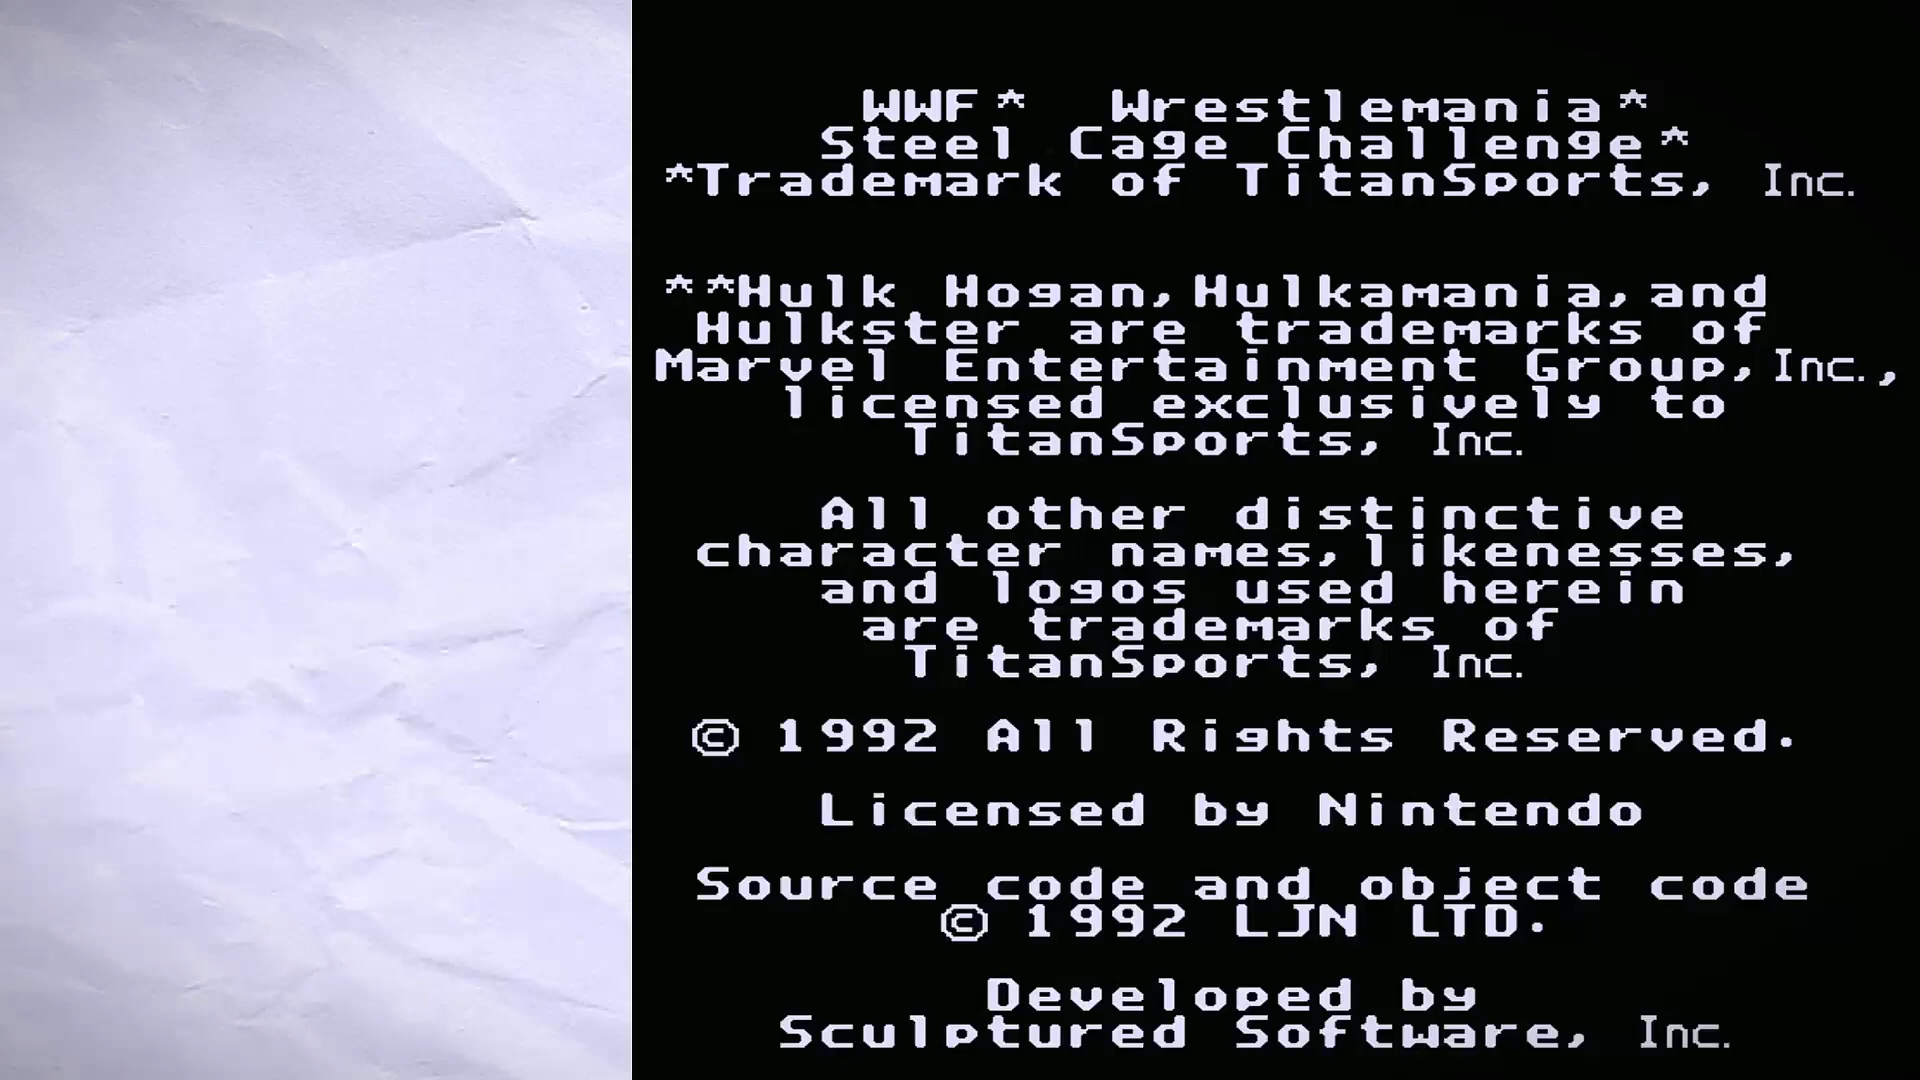 WWF* Wrestlemania*
Steel Cage Challenge*
*Trademark of TitanSports, Inc.
**Hulk Hogan,Hulkamania,and
Hulkster are trademarks of
Marvel Entertainment Group,Inc.,
licensed exclusively to
TitanSports, Inc.
All other distinctive
character names,likenesses,
and logos used herein
are trademarks of
TitanSports, Inc.
© 1992 All Rights Reserved.
Licensed by Nintendo
Source code and object code
© 1992 LJN LTD.
Developed by
Sculptured Software, Inc.